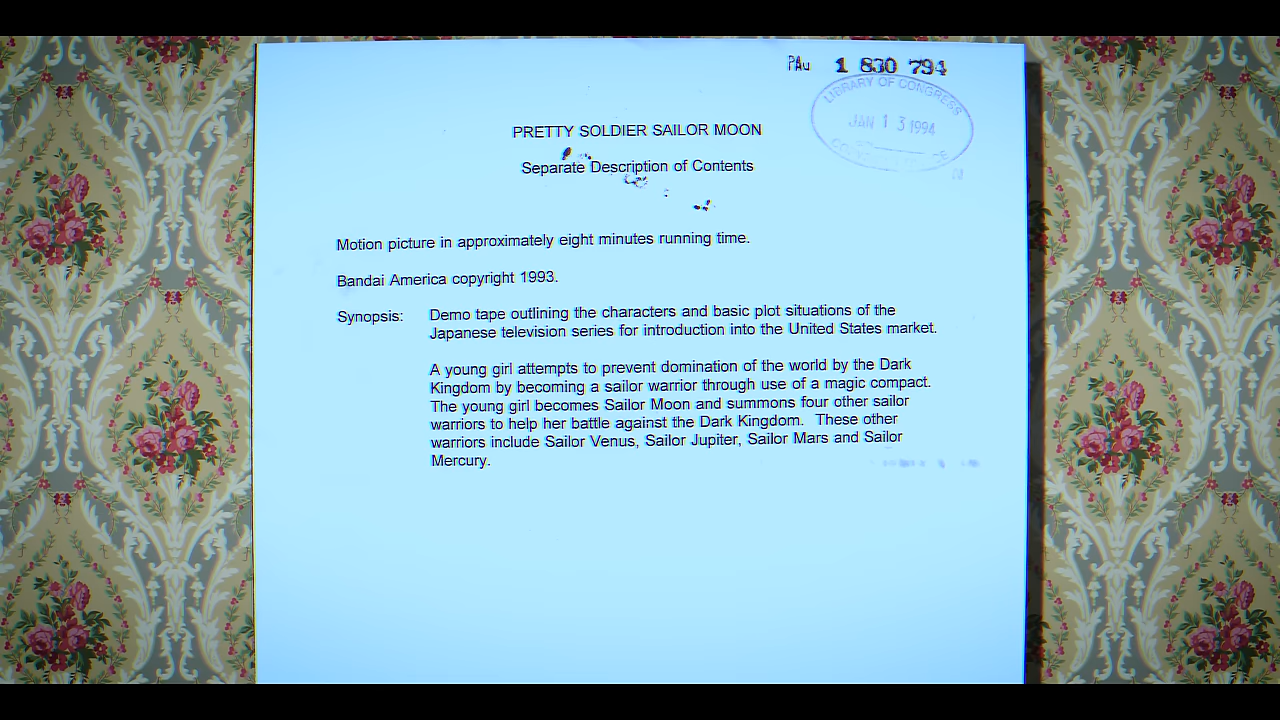 PAu 1 830 794
LIBRARY OF CONGRESS
JAN 1 3 1994
PRETTY SOLDIER SAILOR MOON
Separate Description of Contents
Motion picture in approximately eight minutes running time.
Bandai America copyright 1993.
Synopsis: Demo tape outlining the characters and basic plot situations of the
Japanese television series for introduction into the United States market.
A young girl attempts to prevent domination of the world by the Dark
Kingdom by becoming a sailor warrior through use of a magic compact.
The young girl becomes Sailor Moon and summons four other sailor
warriors to help her battle against the Dark Kingdom. These other
warriors include Sailor Venus, Sailor Jupiter, Sailor Mars and Sailor
Mercury.